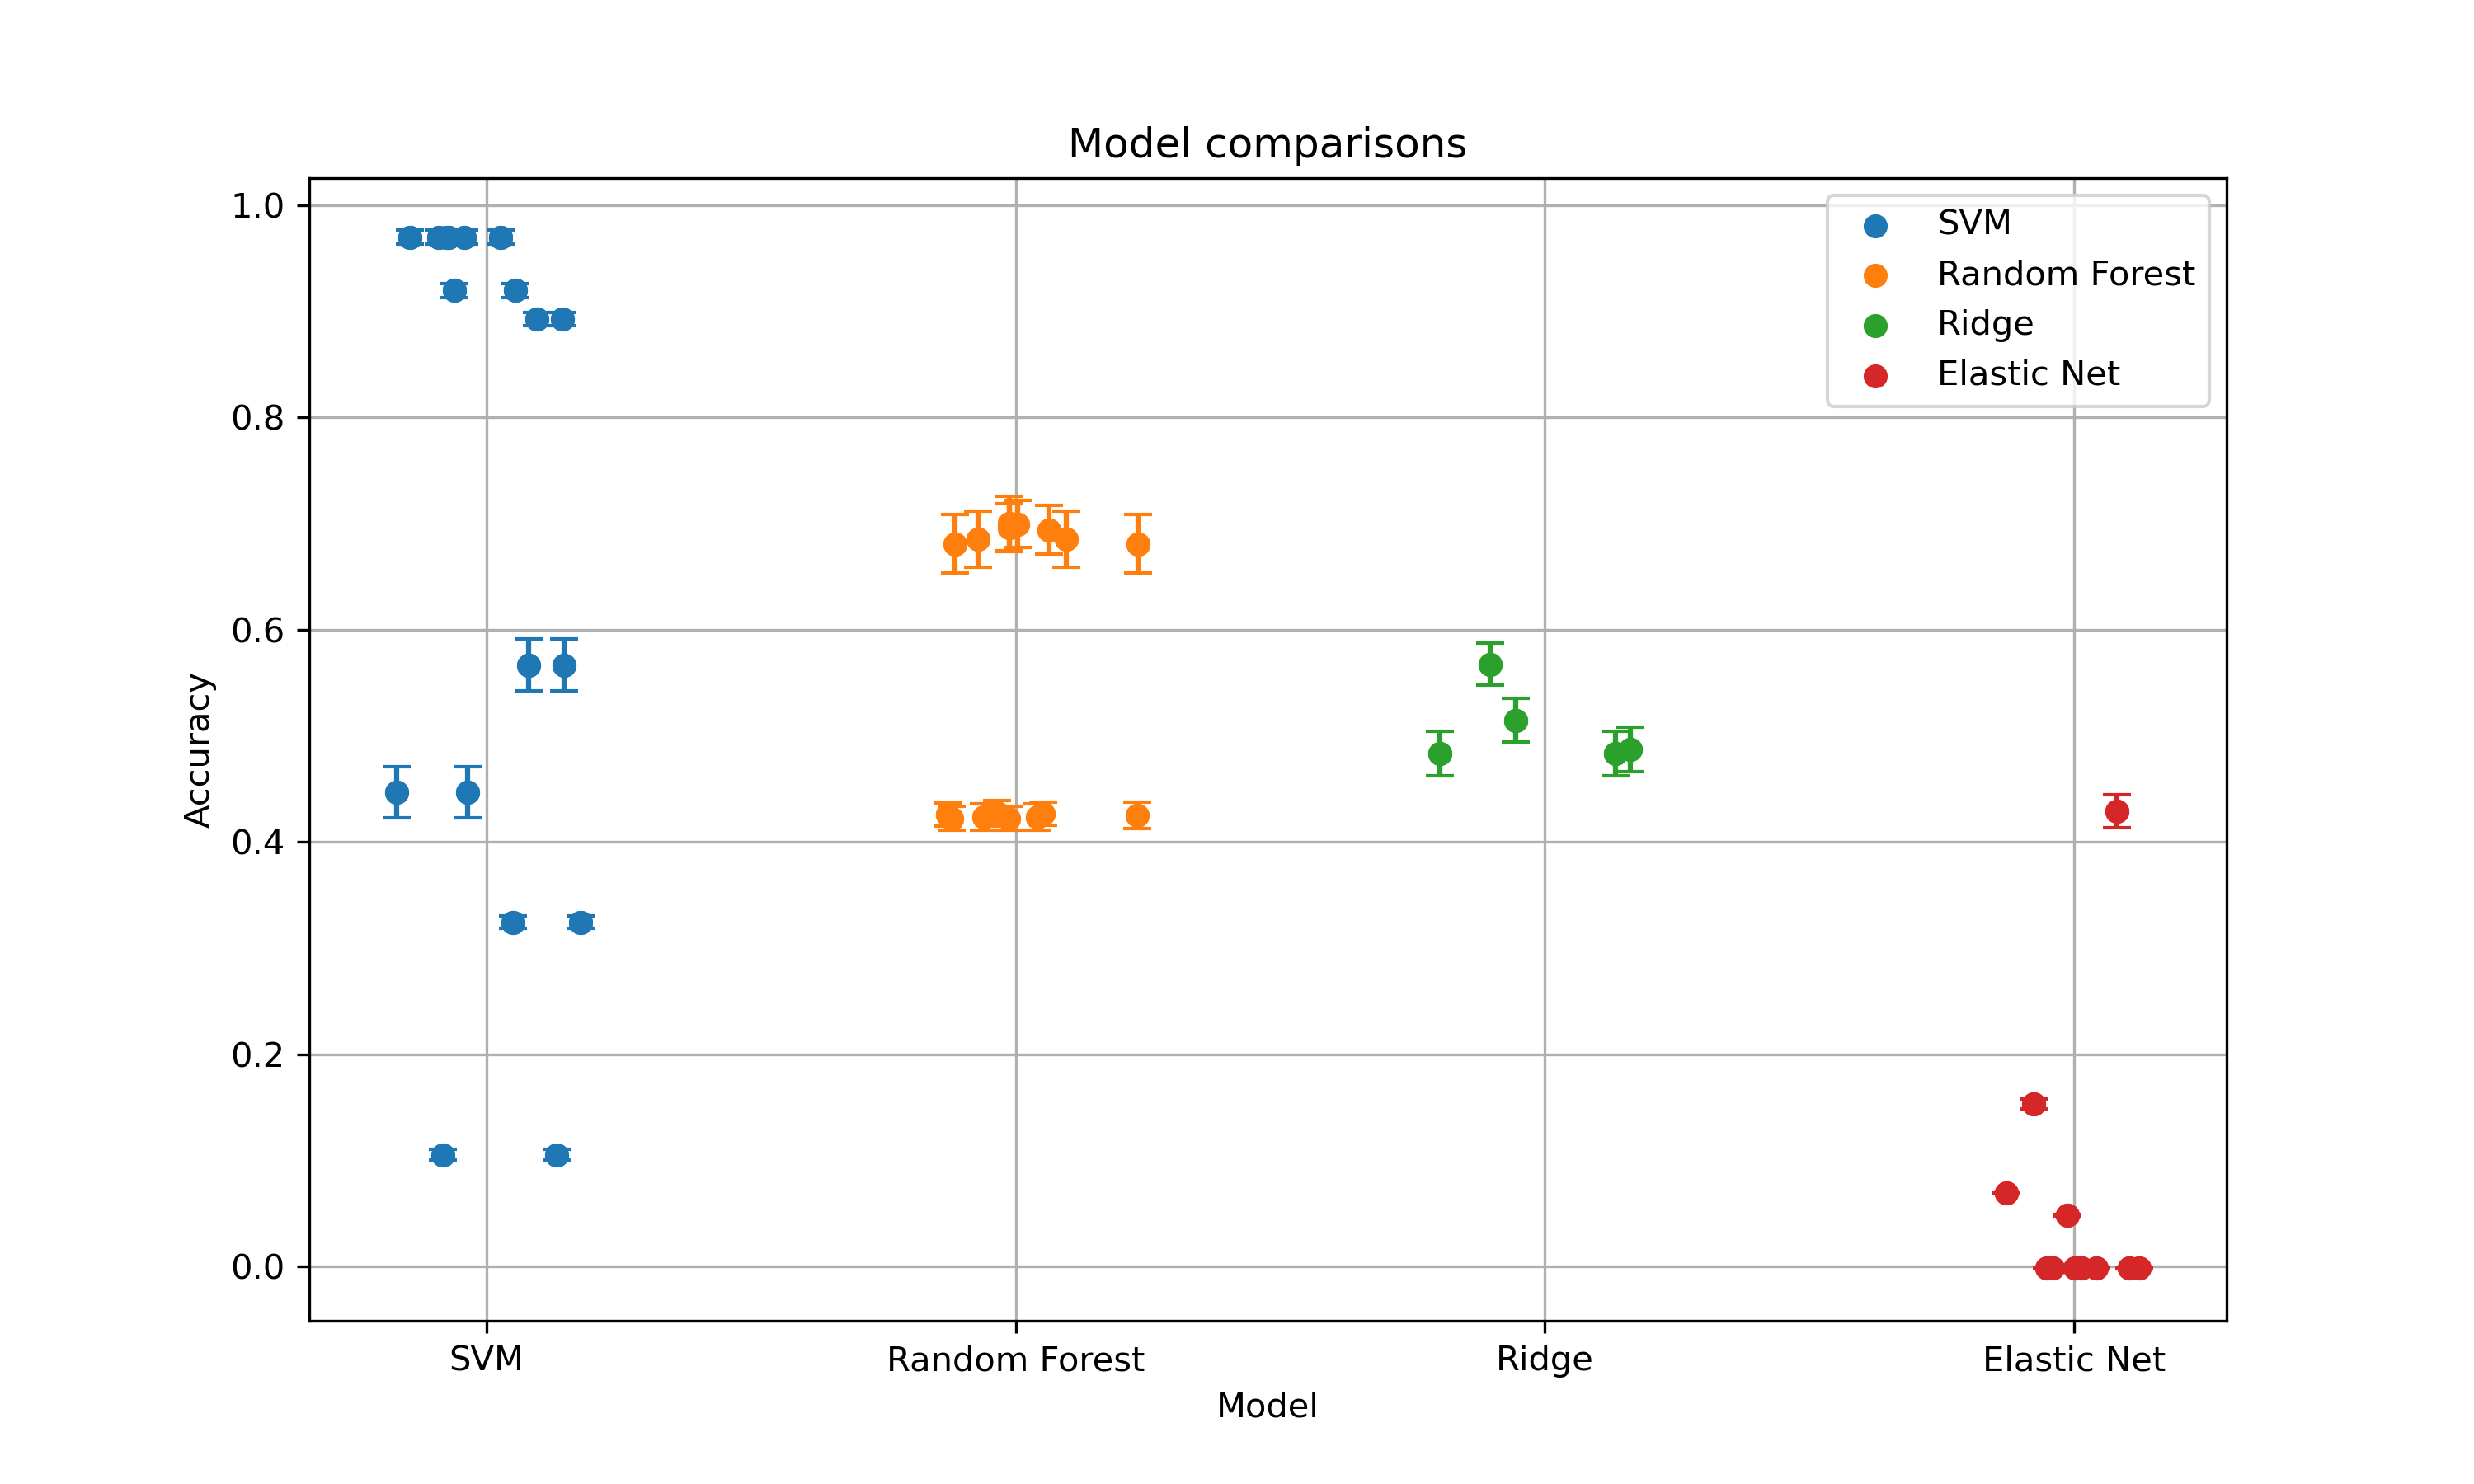 Model comparisons
1.0
0.8
0.6
0.4
0.2
0.0
Accuracy
SVM
Random Forest
Ridge
Elastic Net
SVM
Random Forest
Ridge
Elastic Net
Model